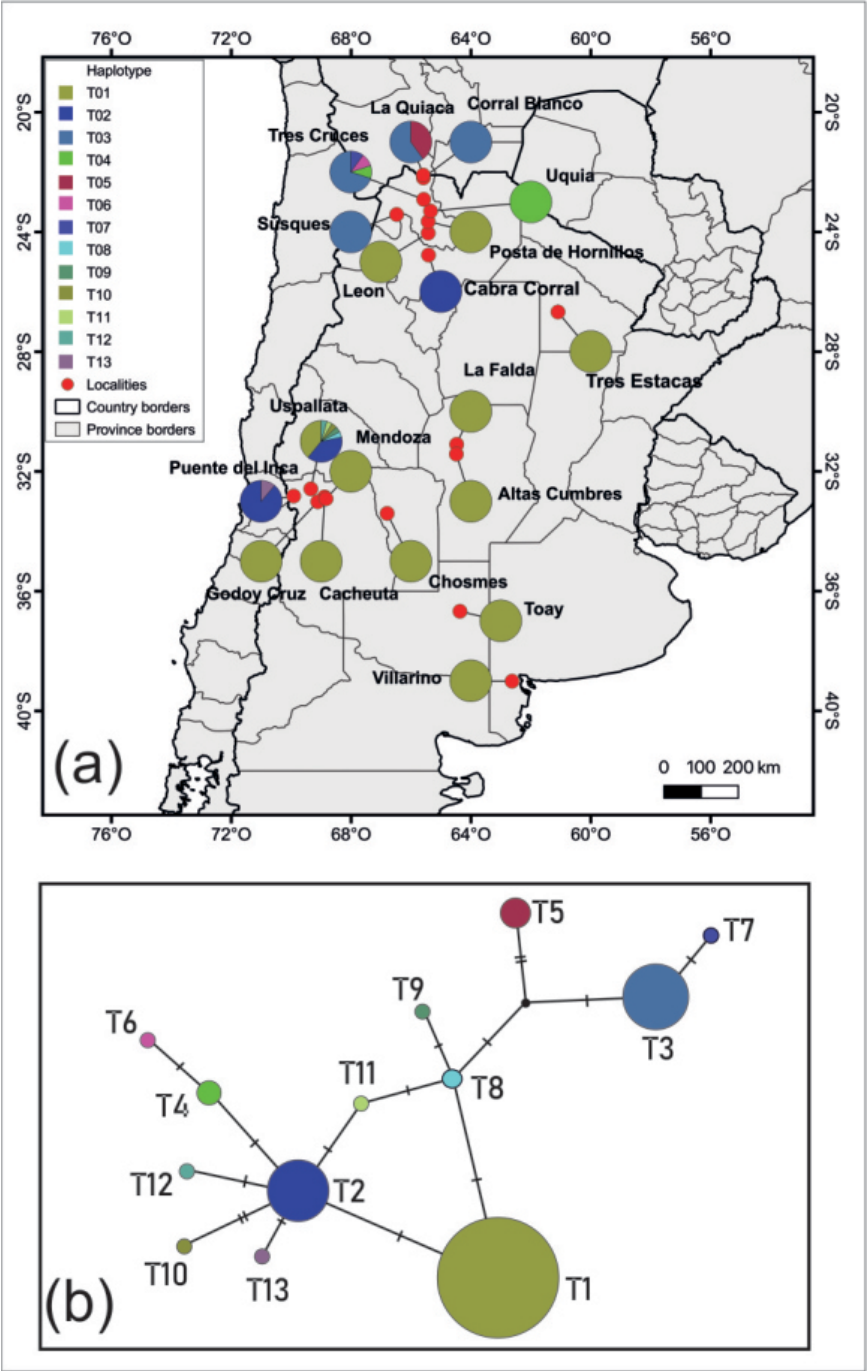 76°O 72°O 68°O 64°O 60°O 56°O
Haplotype
T01
T02
T03
T04
T05
T06
T07
T08
T09
T10
T11
T12
T13
Localities
Country borders
Province borders
20°S
24°S
28°S
32°S
36°S
40°S
La Quiaca
Corral Blanco
Tres Cruces
Uquia
Susques
Posta de Hornillos
Leon
Cabra Corral
Tres Estacas
La Falda
Uspallata
Mendoza
Puente del Inca
Altas Cumbres
Godoy Cruz
Cacheuta
Chosmes
Toay
Villarino
20°S
24°S
28°S
32°S
36°S
40°S
(a)
0 100 200 km
76°O 72°O 68°O 64°O 60°O 56°O
T5
T7
T9
T6
T3
T11
T8
T4
T12
T2
T10
T13
T1
(b)